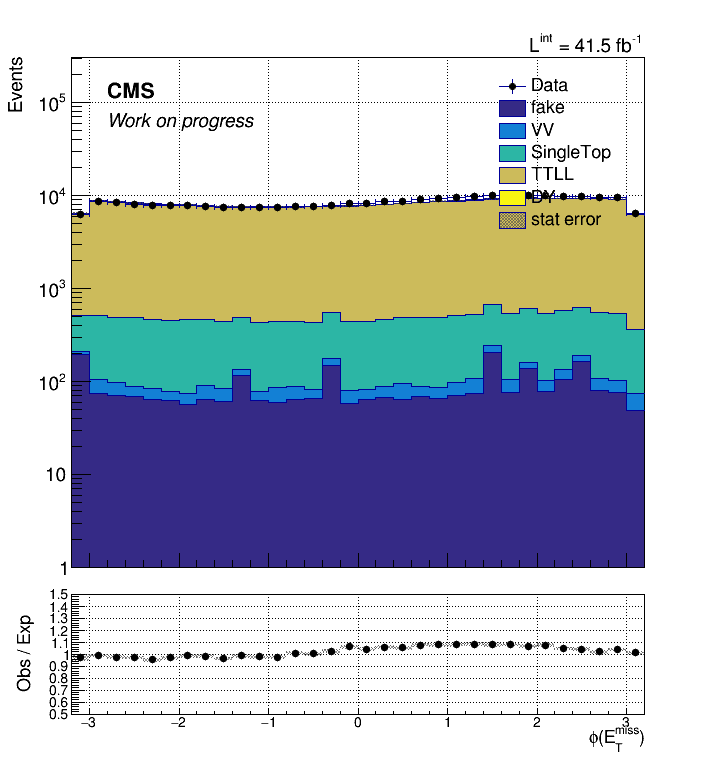 L^int = 41.5 fb^-1
Events
CMS
Work on progress
Data
fake
VV
SingleTop
TTLL
DY
stat error
10^5
10^4
10^3
10^2
10
1
Obs / Exp
1.5
1.4
1.3
1.2
1.1
1
0.9
0.8
0.7
0.6
0.5
−3 −2 −1 0 1 2 3
ϕ(E_T^miss)